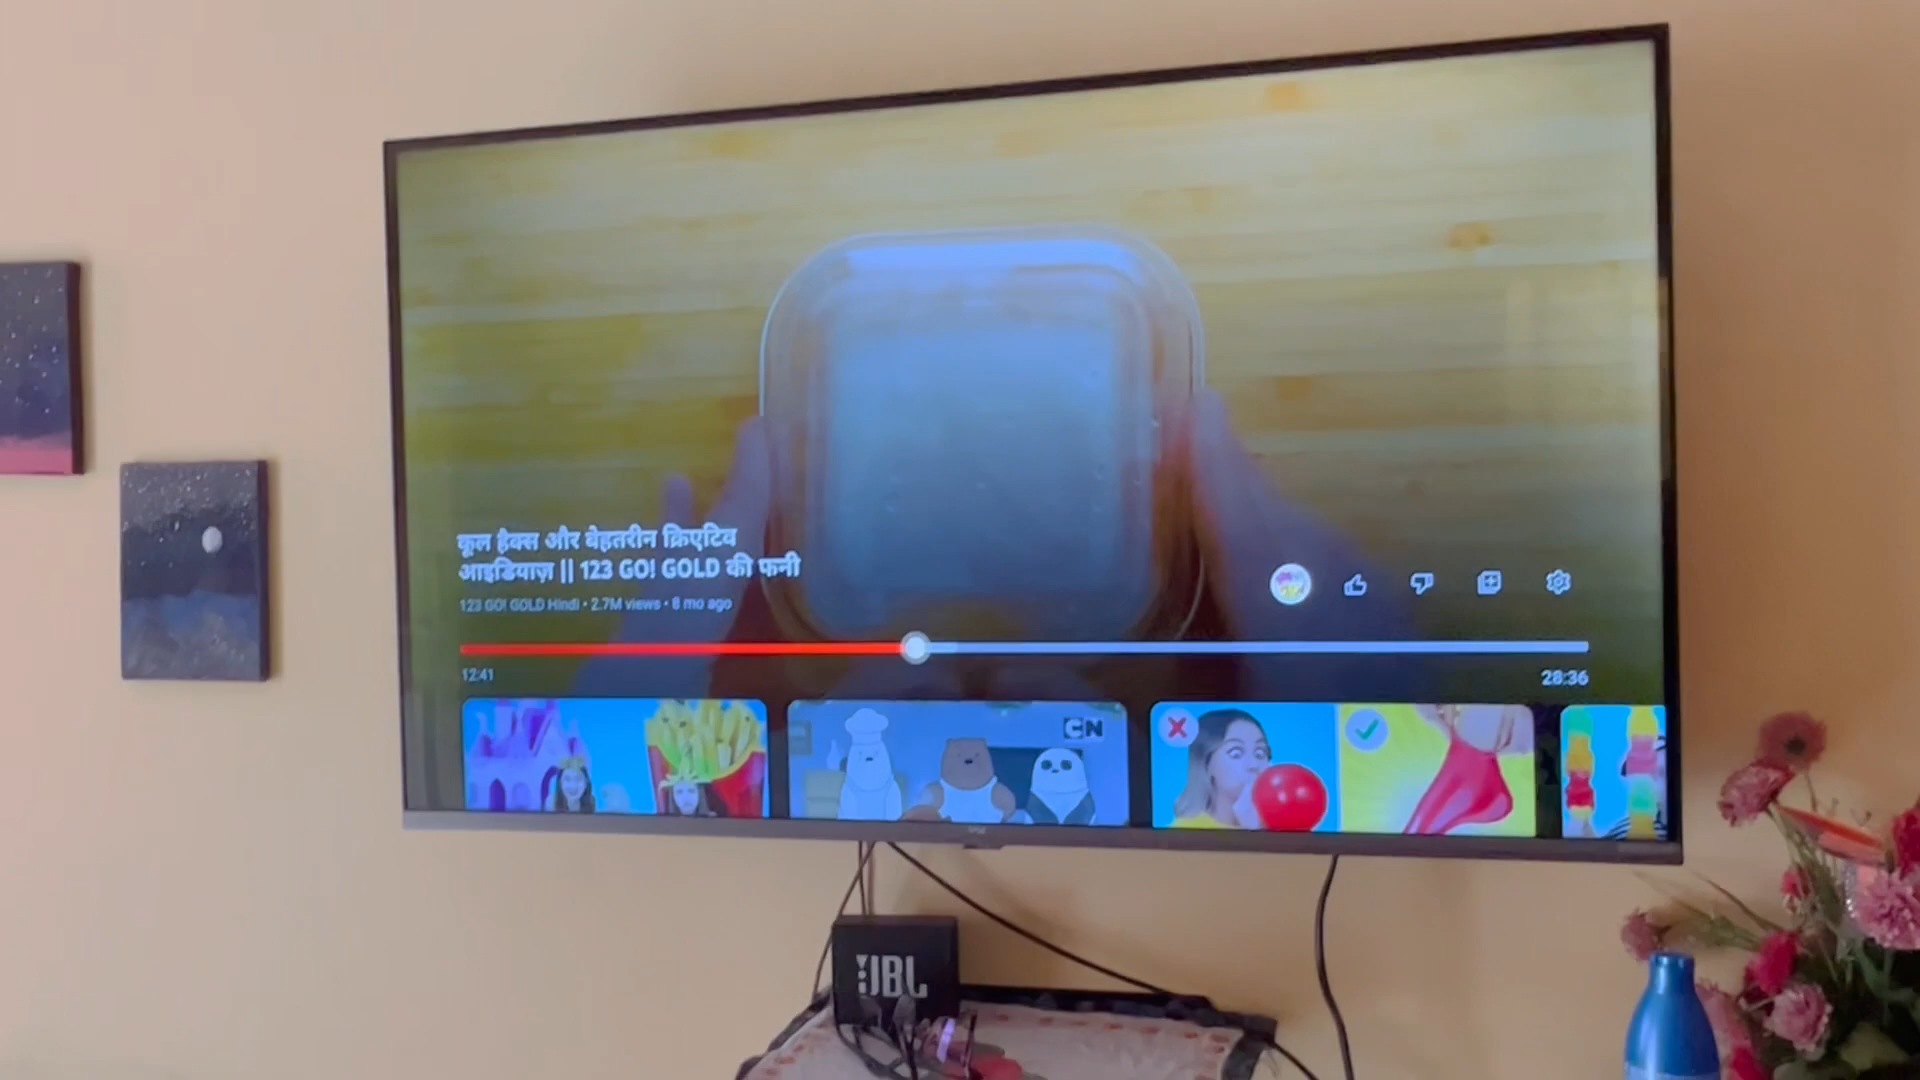 कूल हैक्स और बेहतरीन क्रिएटिव
आइडियाज़ || 123 GO! GOLD की फनी
123 GO! GOLD Hindi • 2.7M views • 8 mo ago
12:41
28:36
CN
JBL